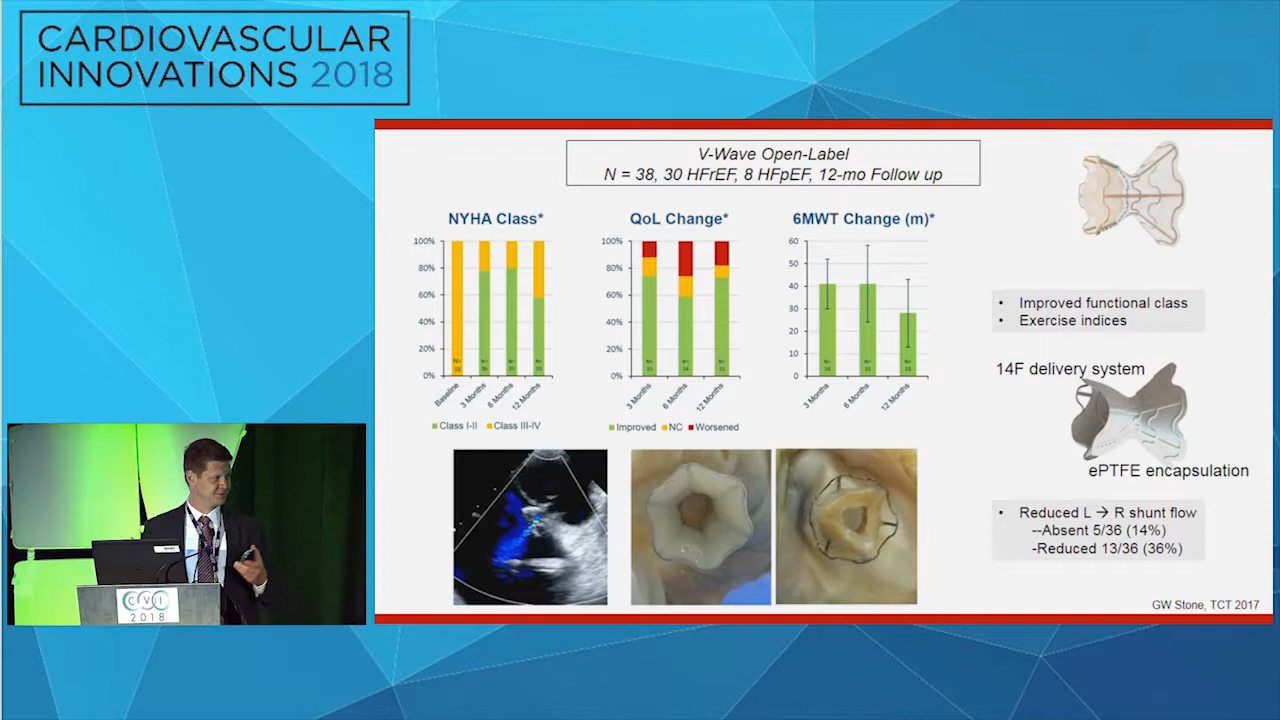 CARDIOVASCULAR
INNOVATIONS 2018
V-Wave Open-Label
N = 38, 30 HFrEF, 8 HFpEF, 12-mo Follow up
NYHA Class*
100%
80%
60%
40%
20%
0%
Baseline
3 Months
6 Months
12 Months
Class I-II
Class III-IV
QoL Change*
100%
80%
60%
40%
20%
0%
3 Months
6 Months
12 Months
Improved
NC
Worsened
6MWT Change (m)*
60
50
40
30
20
10
0
3 Months
6 Months
12 Months
• Improved functional class
• Exercise indices
14F delivery system
ePTFE encapsulation
• Reduced L → R shunt flow
--Absent 5/36 (14%)
-Reduced 13/36 (36%)
GW Stone, TCT 2017
CVI
2018